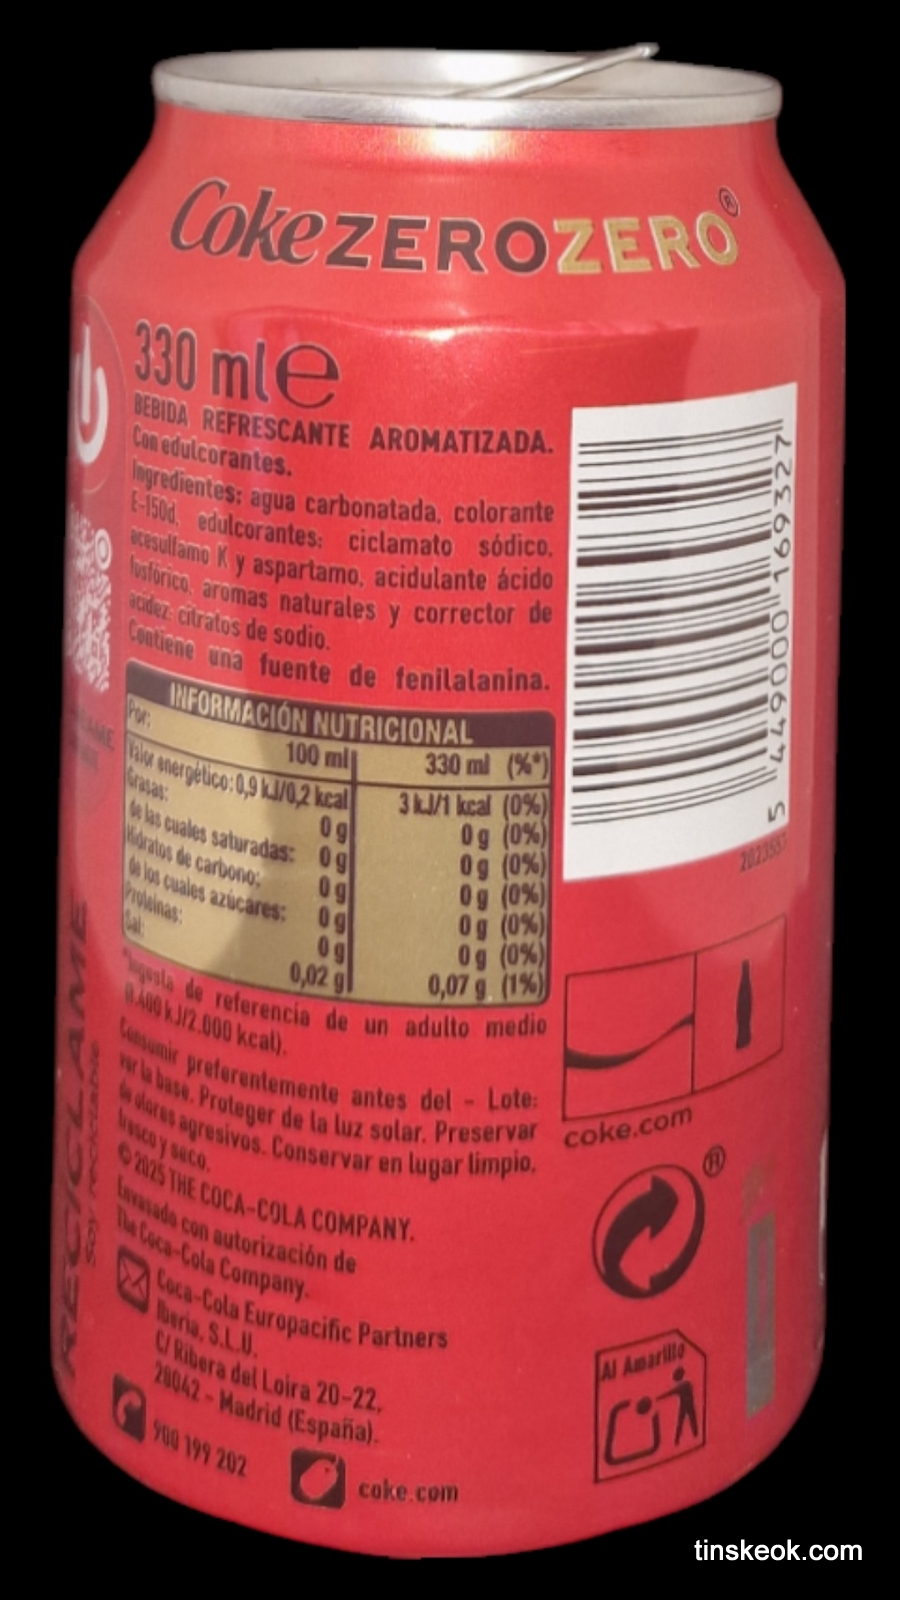 Coke ZERO ZERO®
330 ml ℮
BEBIDA REFRESCANTE AROMATIZADA.
Con edulcorantes.
Ingredientes: agua carbonatada, colorante
E-150d, edulcorantes: ciclamato sódico,
acesulfamo K y aspartamo, acidulante ácido
fosfórico, aromas naturales y corrector de
acidez: citratos de sodio.
Contiene una fuente de fenilalanina.
INFORMACIÓN NUTRICIONAL
Por: 100 ml 330 ml (%*)
Valor energético: 0,9 kJ/0,2 kcal 3 kJ/1 kcal (0%)
Grasas: 0 g 0 g (0%)
de las cuales saturadas: 0 g 0 g (0%)
Hidratos de carbono: 0 g 0 g (0%)
de los cuales azúcares: 0 g 0 g (0%)
Proteínas: 0 g 0 g (0%)
Sal: 0,02 g 0,07 g (1%)
*Ingesta de referencia de un adulto medio
(8.400 kJ/2.000 kcal).
Consumir preferentemente antes del - Lote:
ver la base. Proteger de la luz solar. Preservar
de olores agresivos. Conservar en lugar limpio,
fresco y seco.
© 2025 THE COCA-COLA COMPANY.
Envasado con autorización de
The Coca-Cola Company.
Coca-Cola Europacific Partners
Iberia, S.L.U.
C/ Ribera del Loira 20-22,
28042 - Madrid (España).
900 199 202
coke.com
5 449000 169327
coke.com
®
Al Amarillo
RECICLAME
Soy reciclable
tinskeok.com